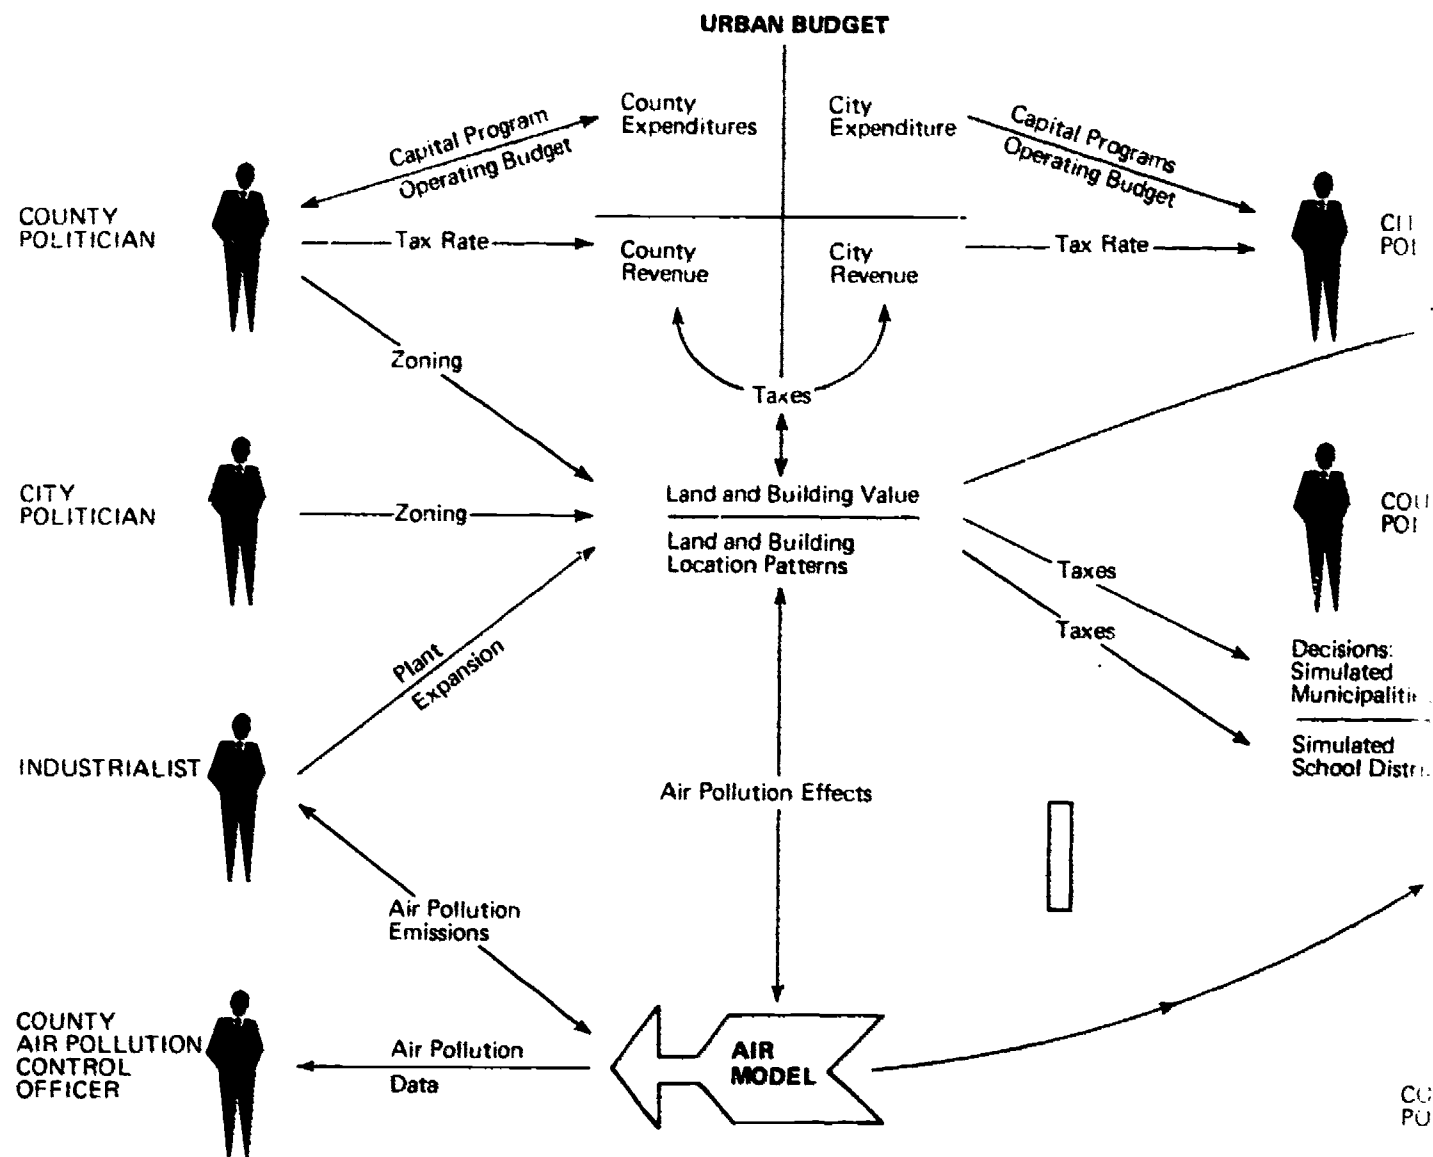 URBAN BUDGET
County
Expenditures
City
Expenditure
Capital Program
Operating Budget
Capital Programs
Operating Budget
COUNTY
POLITICIAN
Tax Rate
County
Revenue
City
Revenue
Tax Rate
Zoning
Taxes
CITY
POLITICIAN
Zoning
Land and Building Value
Land and Building
Location Patterns
Taxes
Taxes
Plant
Expansion
Decisions:
Simulated
Simulated
School
INDUSTRIALIST
Air Pollution Effects
Air Pollution
Emissions
COUNTY
AIR POLLUTION
CONTROL
OFFICER
Air Pollution
Data
AIR
MODEL